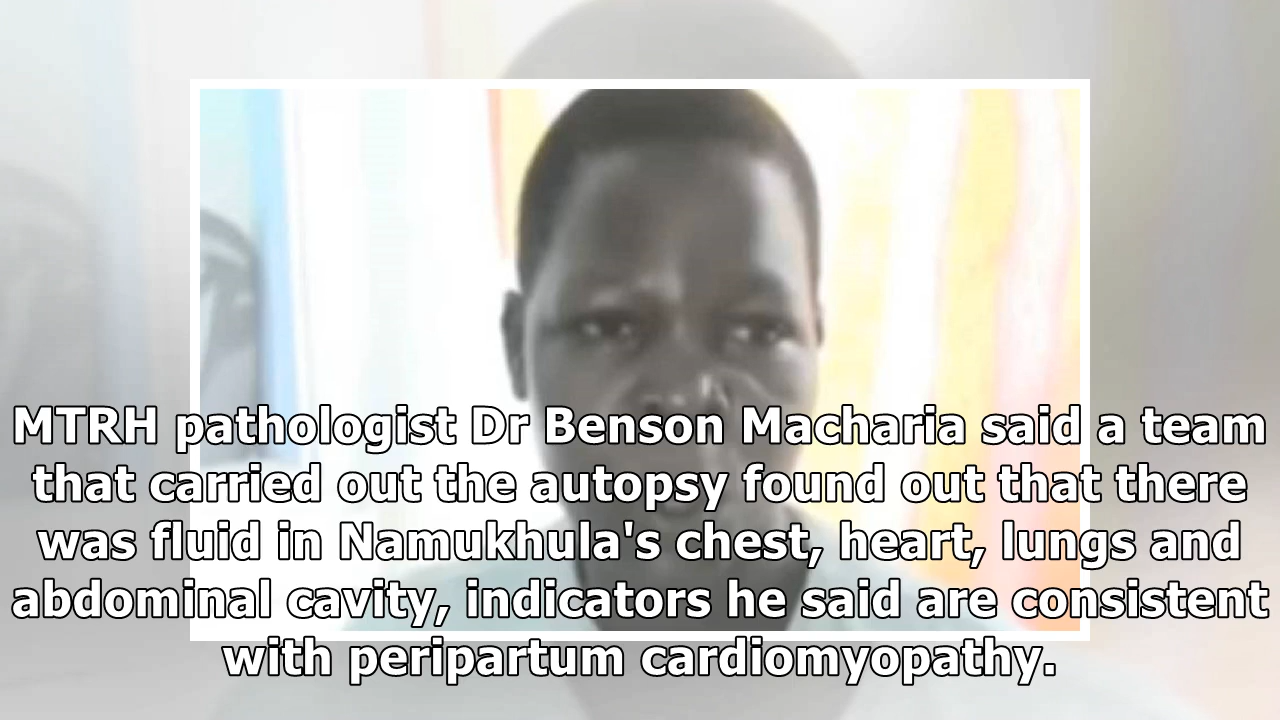 MTRH pathologist Dr Benson Macharia said a team
that carried out the autopsy found out that there
was fluid in Namukhula's chest, heart, lungs and
abdominal cavity, indicators he said are consistent
with peripartum cardiomyopathy.